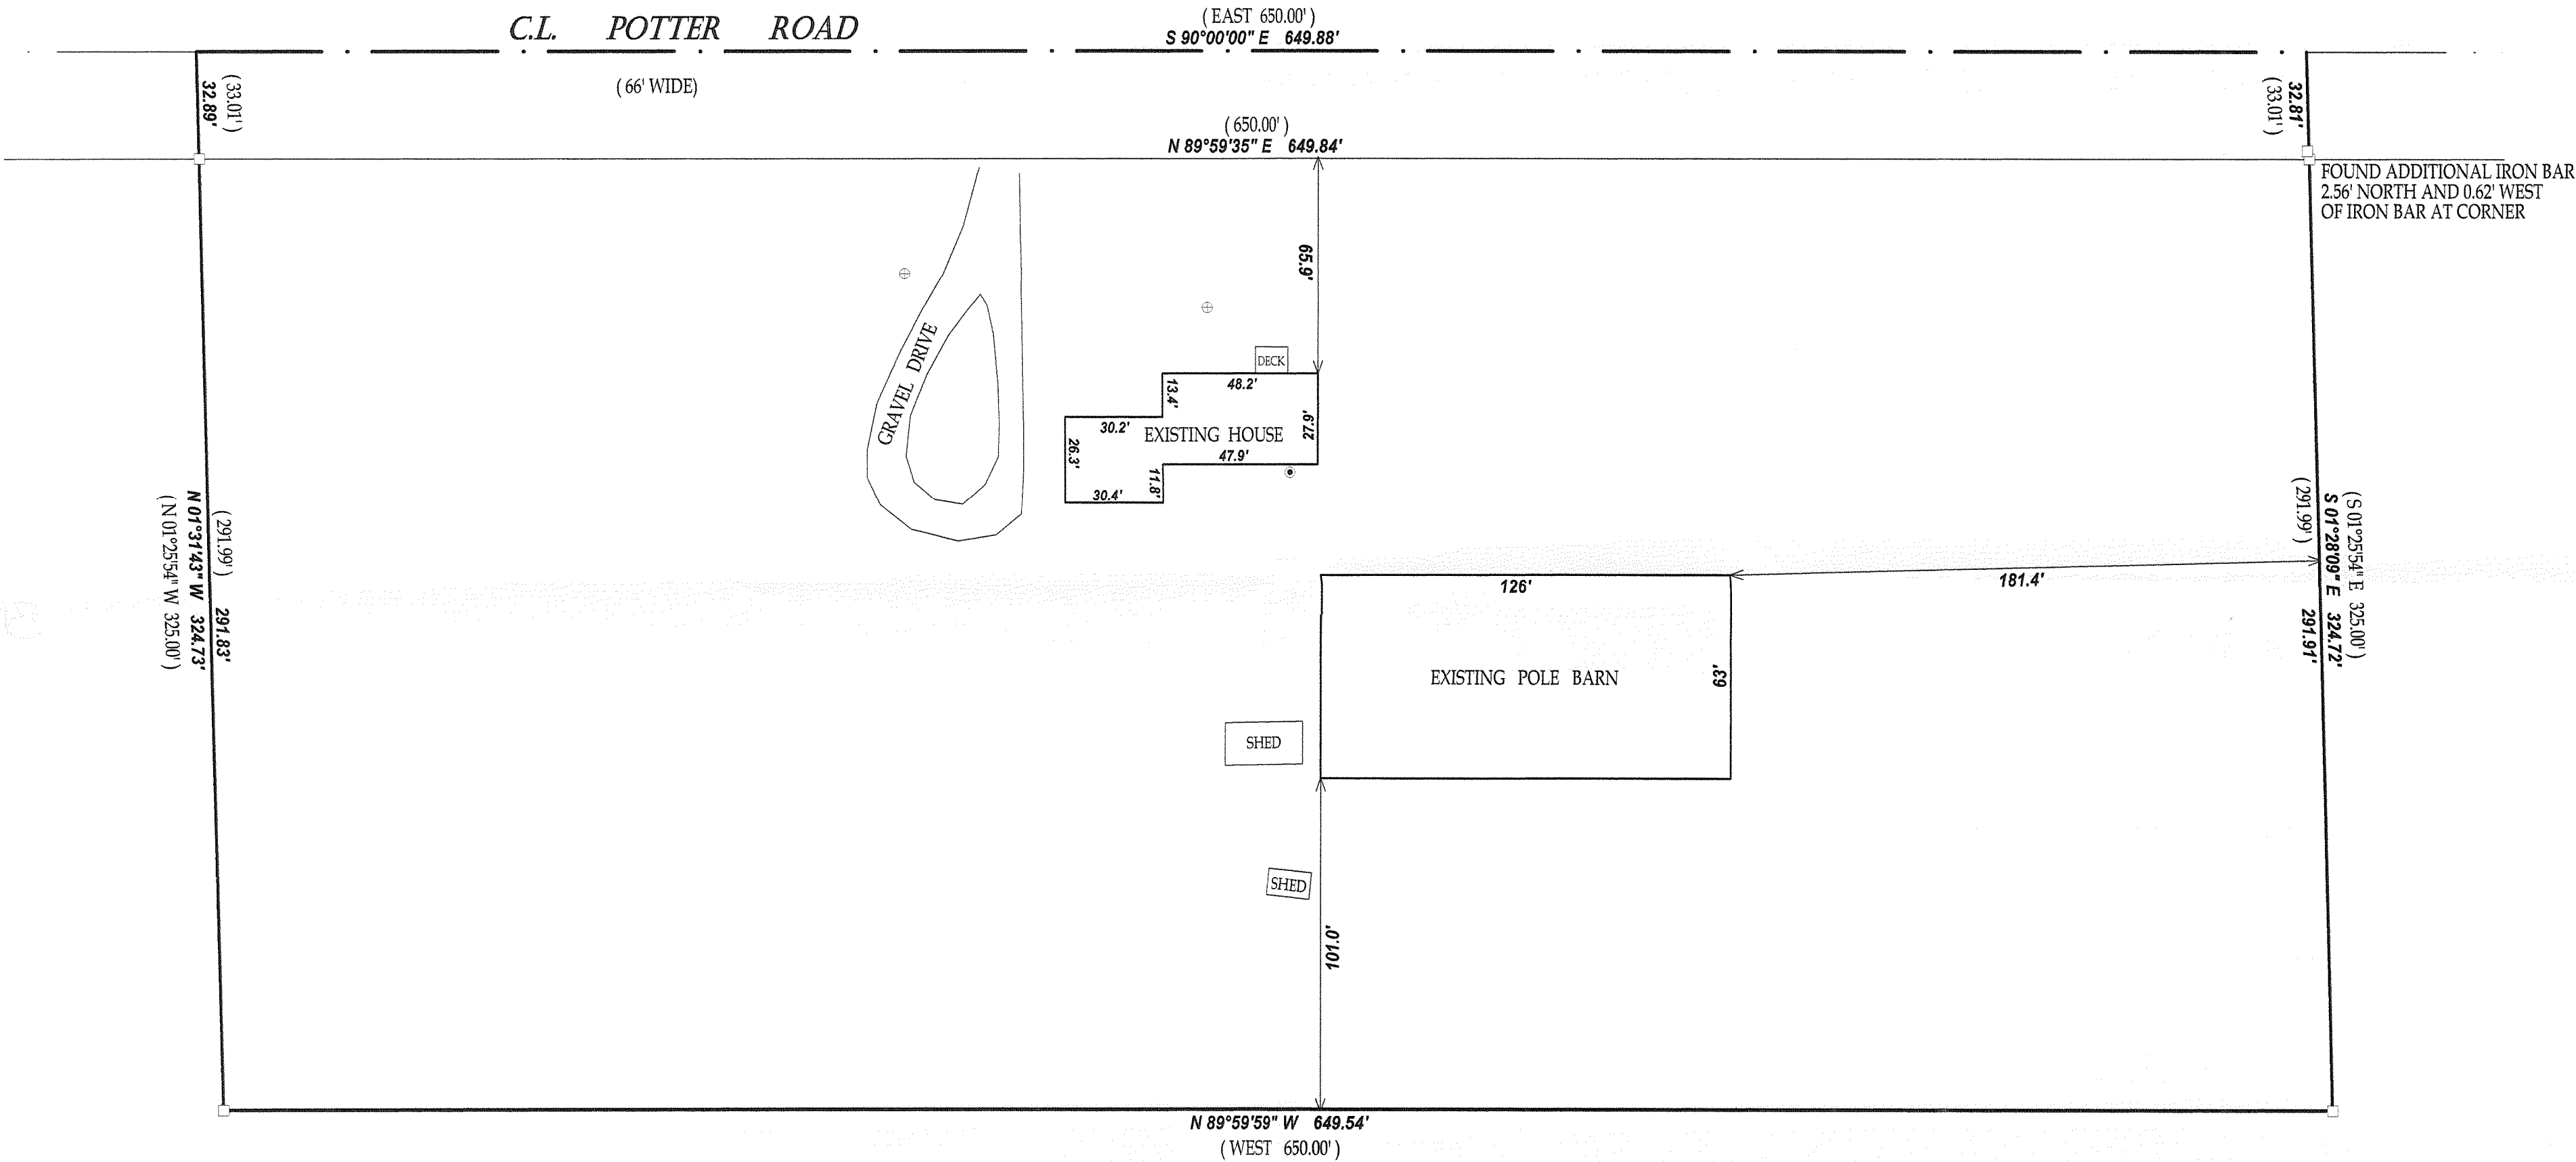 C.L. POTTER ROAD
( EAST 650.00' )
S 90°00'00" E 649.88'
( 66' WIDE)
(33.01')
32.89'
32.81'
(33.01')
( 650.00' )
N 89°59'35" E 649.84'
FOUND ADDITIONAL IRON BAR
2.56' NORTH AND 0.62' WEST
OF IRON BAR AT CORNER
65.9'
GRAVEL DRIVE
DECK
48.2'
13.4'
27.9'
30.2'
EXISTING HOUSE
26.3'
47.9'
11.8'
30.4'
( 291.99' ) 291.83'
N 01°31'43" W 324.73'
( N 01°25'54" W 325.00' )
( S 01°25'54" E 325.00' )
S 01°28'09" E 324.72'
( 291.99' ) 291.91'
126'
181.4'
EXISTING POLE BARN
63'
SHED
SHED
101.0'
N 89°59'59" W 649.54'
( WEST 650.00' )